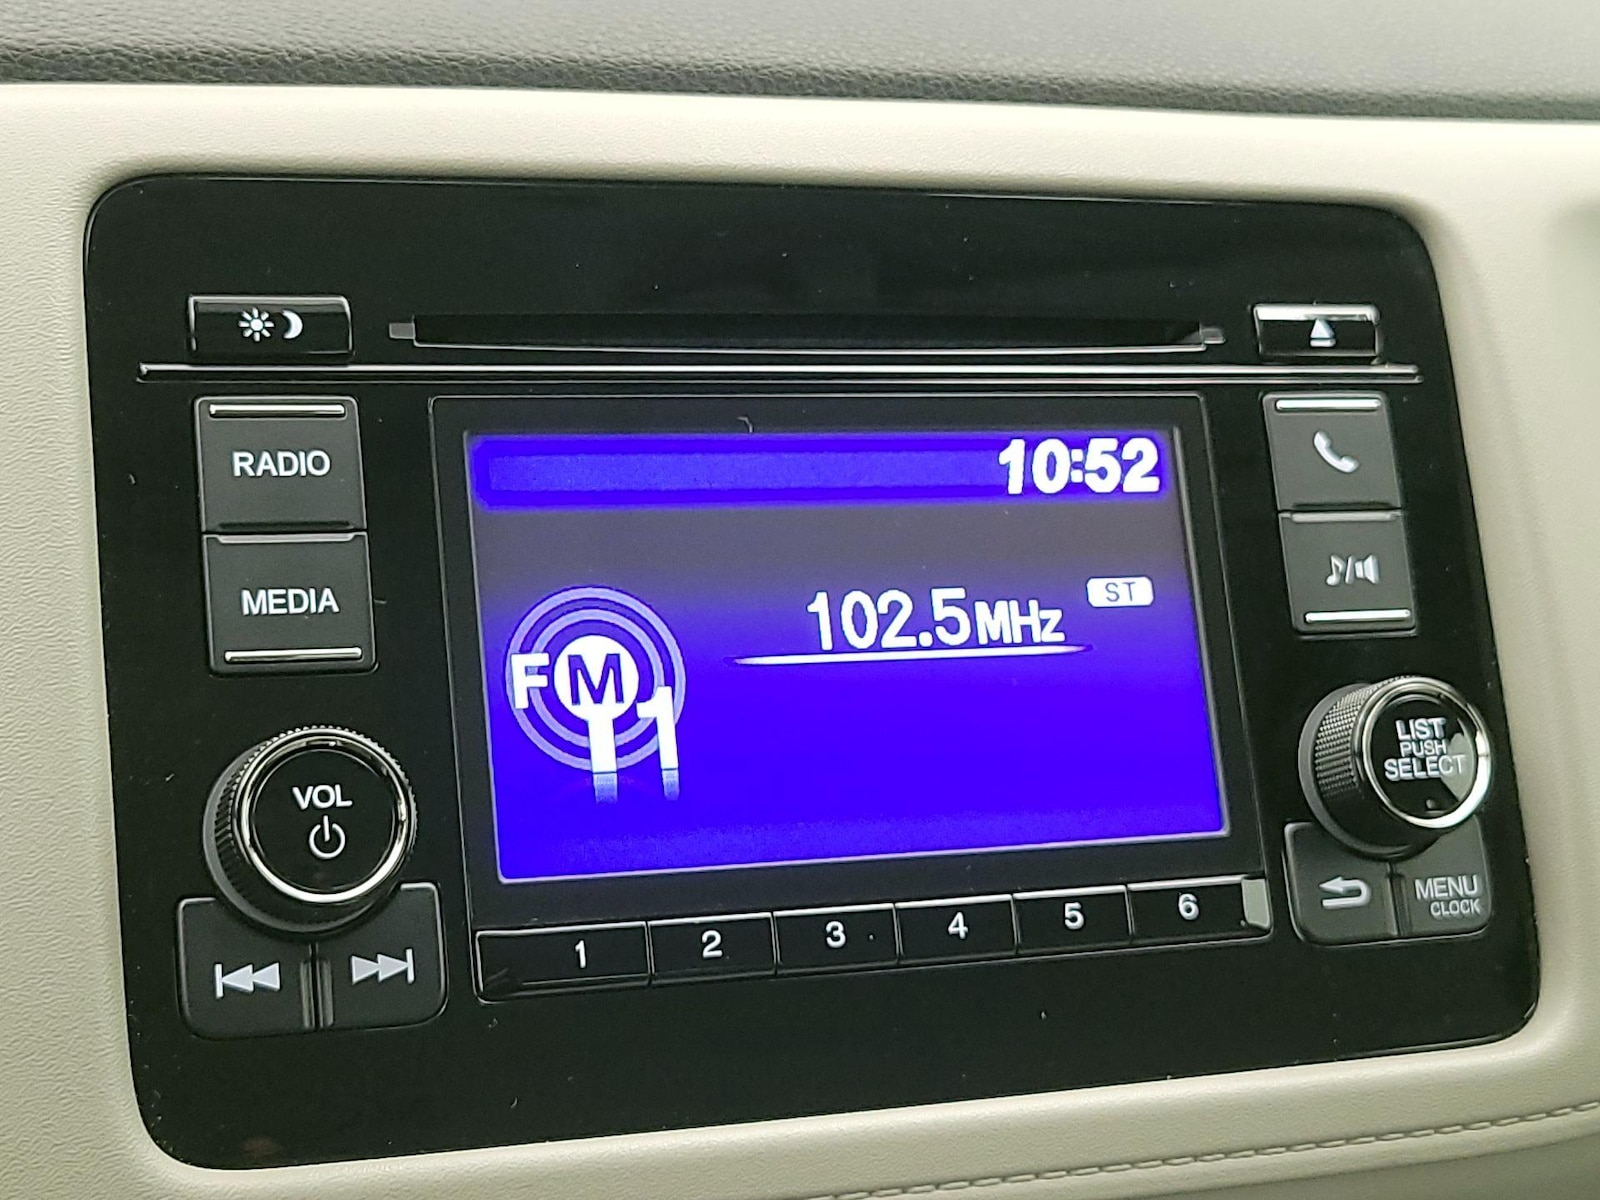 10:52
RADIO
MEDIA
102.5MHz
ST
FM
1
VOL
LIST
PUSH
SELECT
MENU
CLOCK
1 2 3 4 5 6